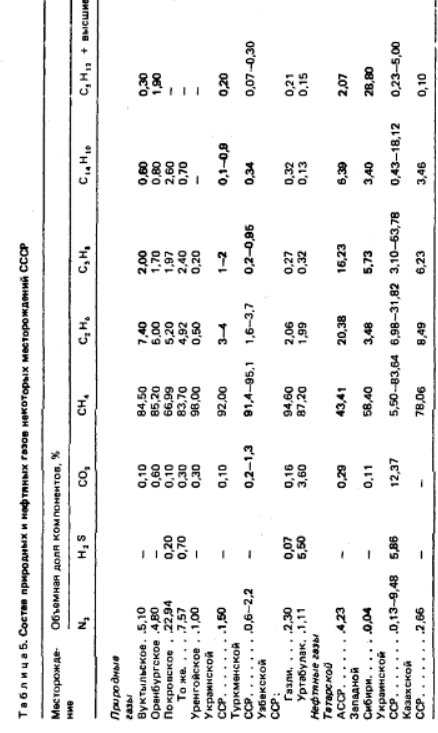 Таблица 5. Состав природных и нефтяных газов некоторых месторождений СССР
Месторожде- Объемная доля компонентов, %
ние N₂ H₂S CO₂ CH₄ C₂H₆ C₃H₈ C₁₄H₁₀ C₅H₁₂ + высшие
Природные
газы
Вуктыльское . . 5,10 – 0,10 84,50 7,40 2,00 0,60 0,30
Оренбургское . 4,80 – 0,60 85,20 5,00 1,70 0,80 1,90
Покровское . . 22,94 0,20 0,10 66,99 5,20 1,97 2,60 –
То же. . . . 7,57 0,70 0,30 83,70 4,92 2,40 0,70 –
Уренгойское . . 1,00 – 0,30 98,00 0,50 0,20 – –
Украинской
ССР. . . . . . . . 1,50 – 0,10 92,00 3–4 1–2 0,1–0,9 0,20
Туркменской
ССР. . . . . . . . 0,6–2,2 – 0,2–1,3 91,4–95,1 1,6–3,7 0,2–0,95 0,34 0,07–0,30
Узбекской
ССР:
Газли. . . . . 2,30 0,07 0,16 94,60 2,06 0,27 0,32 0,21
Уртабулак. . 1,11 5,50 3,60 87,20 1,99 0,32 0,13 0,15
Нефтяные газы
Татарской
АССР. . . . . . . 4,23 – 0,29 43,41 20,38 16,23 6,39 2,07
Западной
Сибири. . . . . . 0,04 – 0,11 58,40 3,48 5,73 3,40 28,80
Украинской
ССР. . . . . . . . 0,13–9,48 5,86 12,37 5,50–83,64 6,98–31,82 3,10–53,78 0,43–18,12 0,23–5,00
Казахской
ССР. . . . . . . . 2,66 – – 78,06 8,49 6,23 3,46 0,10